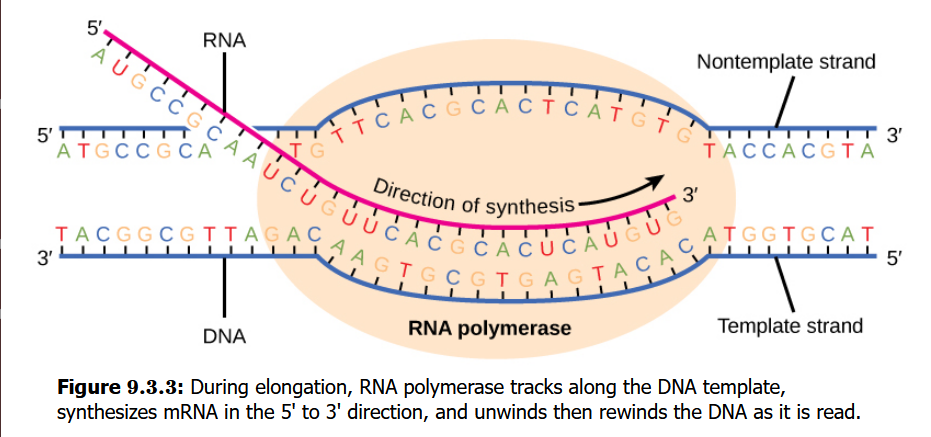 5′
RNA
Nontemplate strand
AUGCCGCAAUCUGUUCACGCACUCAUGUG
5′
ATGCCGCA TG TTCACGCACTCATGTG TACCACGTA
3′
Direction of synthesis
3′
TACGGCGTTAGAC AAGTGCGTGAGTACAC ATGGTGCAT
3′
5′
DNA
RNA polymerase
Template strand
Figure 9.3.3: During elongation, RNA polymerase tracks along the DNA template,
synthesizes mRNA in the 5' to 3' direction, and unwinds then rewinds the DNA as it is read.